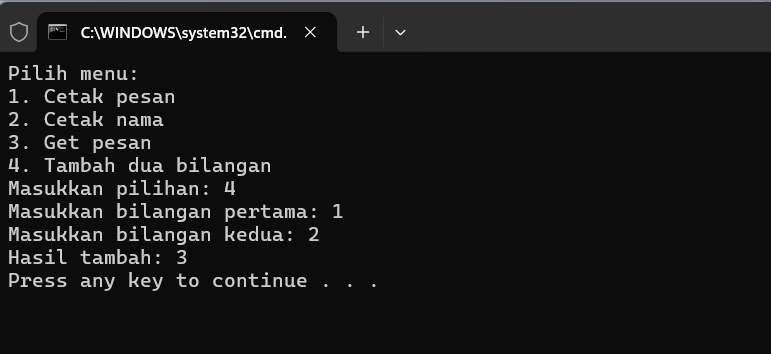 C:\WINDOWS\system32\cmd.
Pilih menu:
1. Cetak pesan
2. Cetak nama
3. Get pesan
4. Tambah dua bilangan
Masukkan pilihan: 4
Masukkan bilangan pertama: 1
Masukkan bilangan kedua: 2
Hasil tambah: 3
Press any key to continue . . .